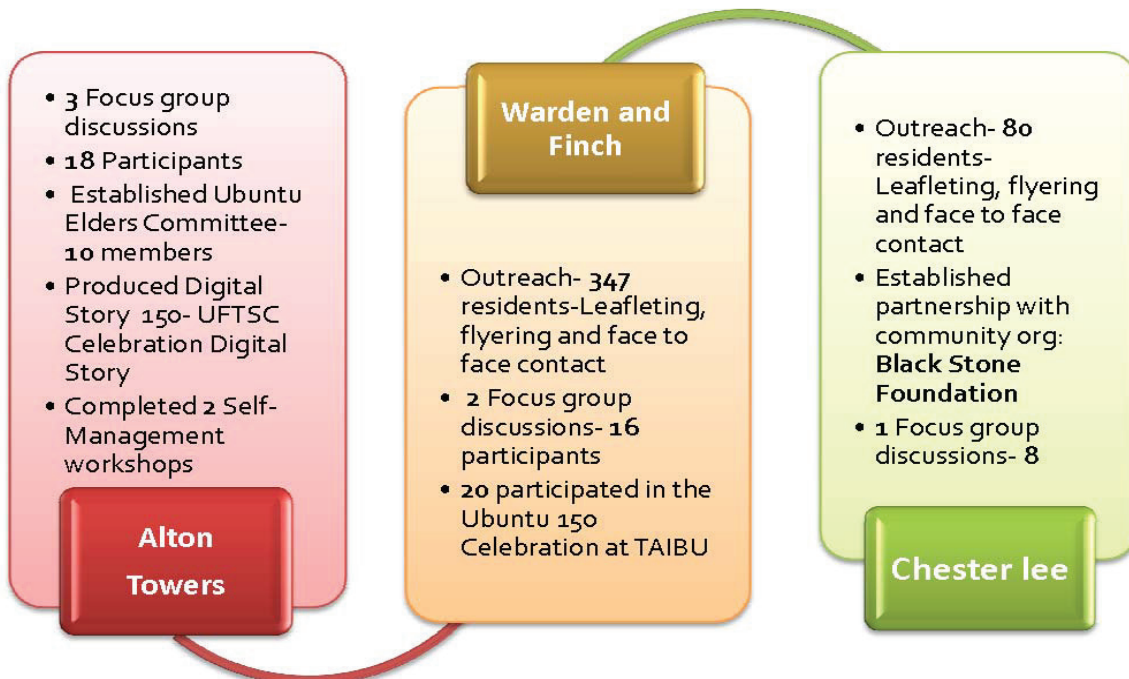 • 3 Focus group
discussions
• 18 Participants
• Established Ubuntu
Elders Committee-
10 members
• Produced Digital
Story 150- UFTSC
Celebration Digital
Story
• Completed 2 Self-
Management
workshops
Alton
Towers
Warden and
Finch
• Outreach- 347
residents-Leafleting,
flyering and face to
face contact
• 2 Focus group
discussions- 16
participants
• 20 participated in the
Ubuntu 150
Celebration at TAIBU
• Outreach- 80
residents-
Leafleting, flyering
and face to face
contact
• Established
partnership with
community org:
Black Stone
Foundation
• 1 Focus group
discussions- 8
Chester lee